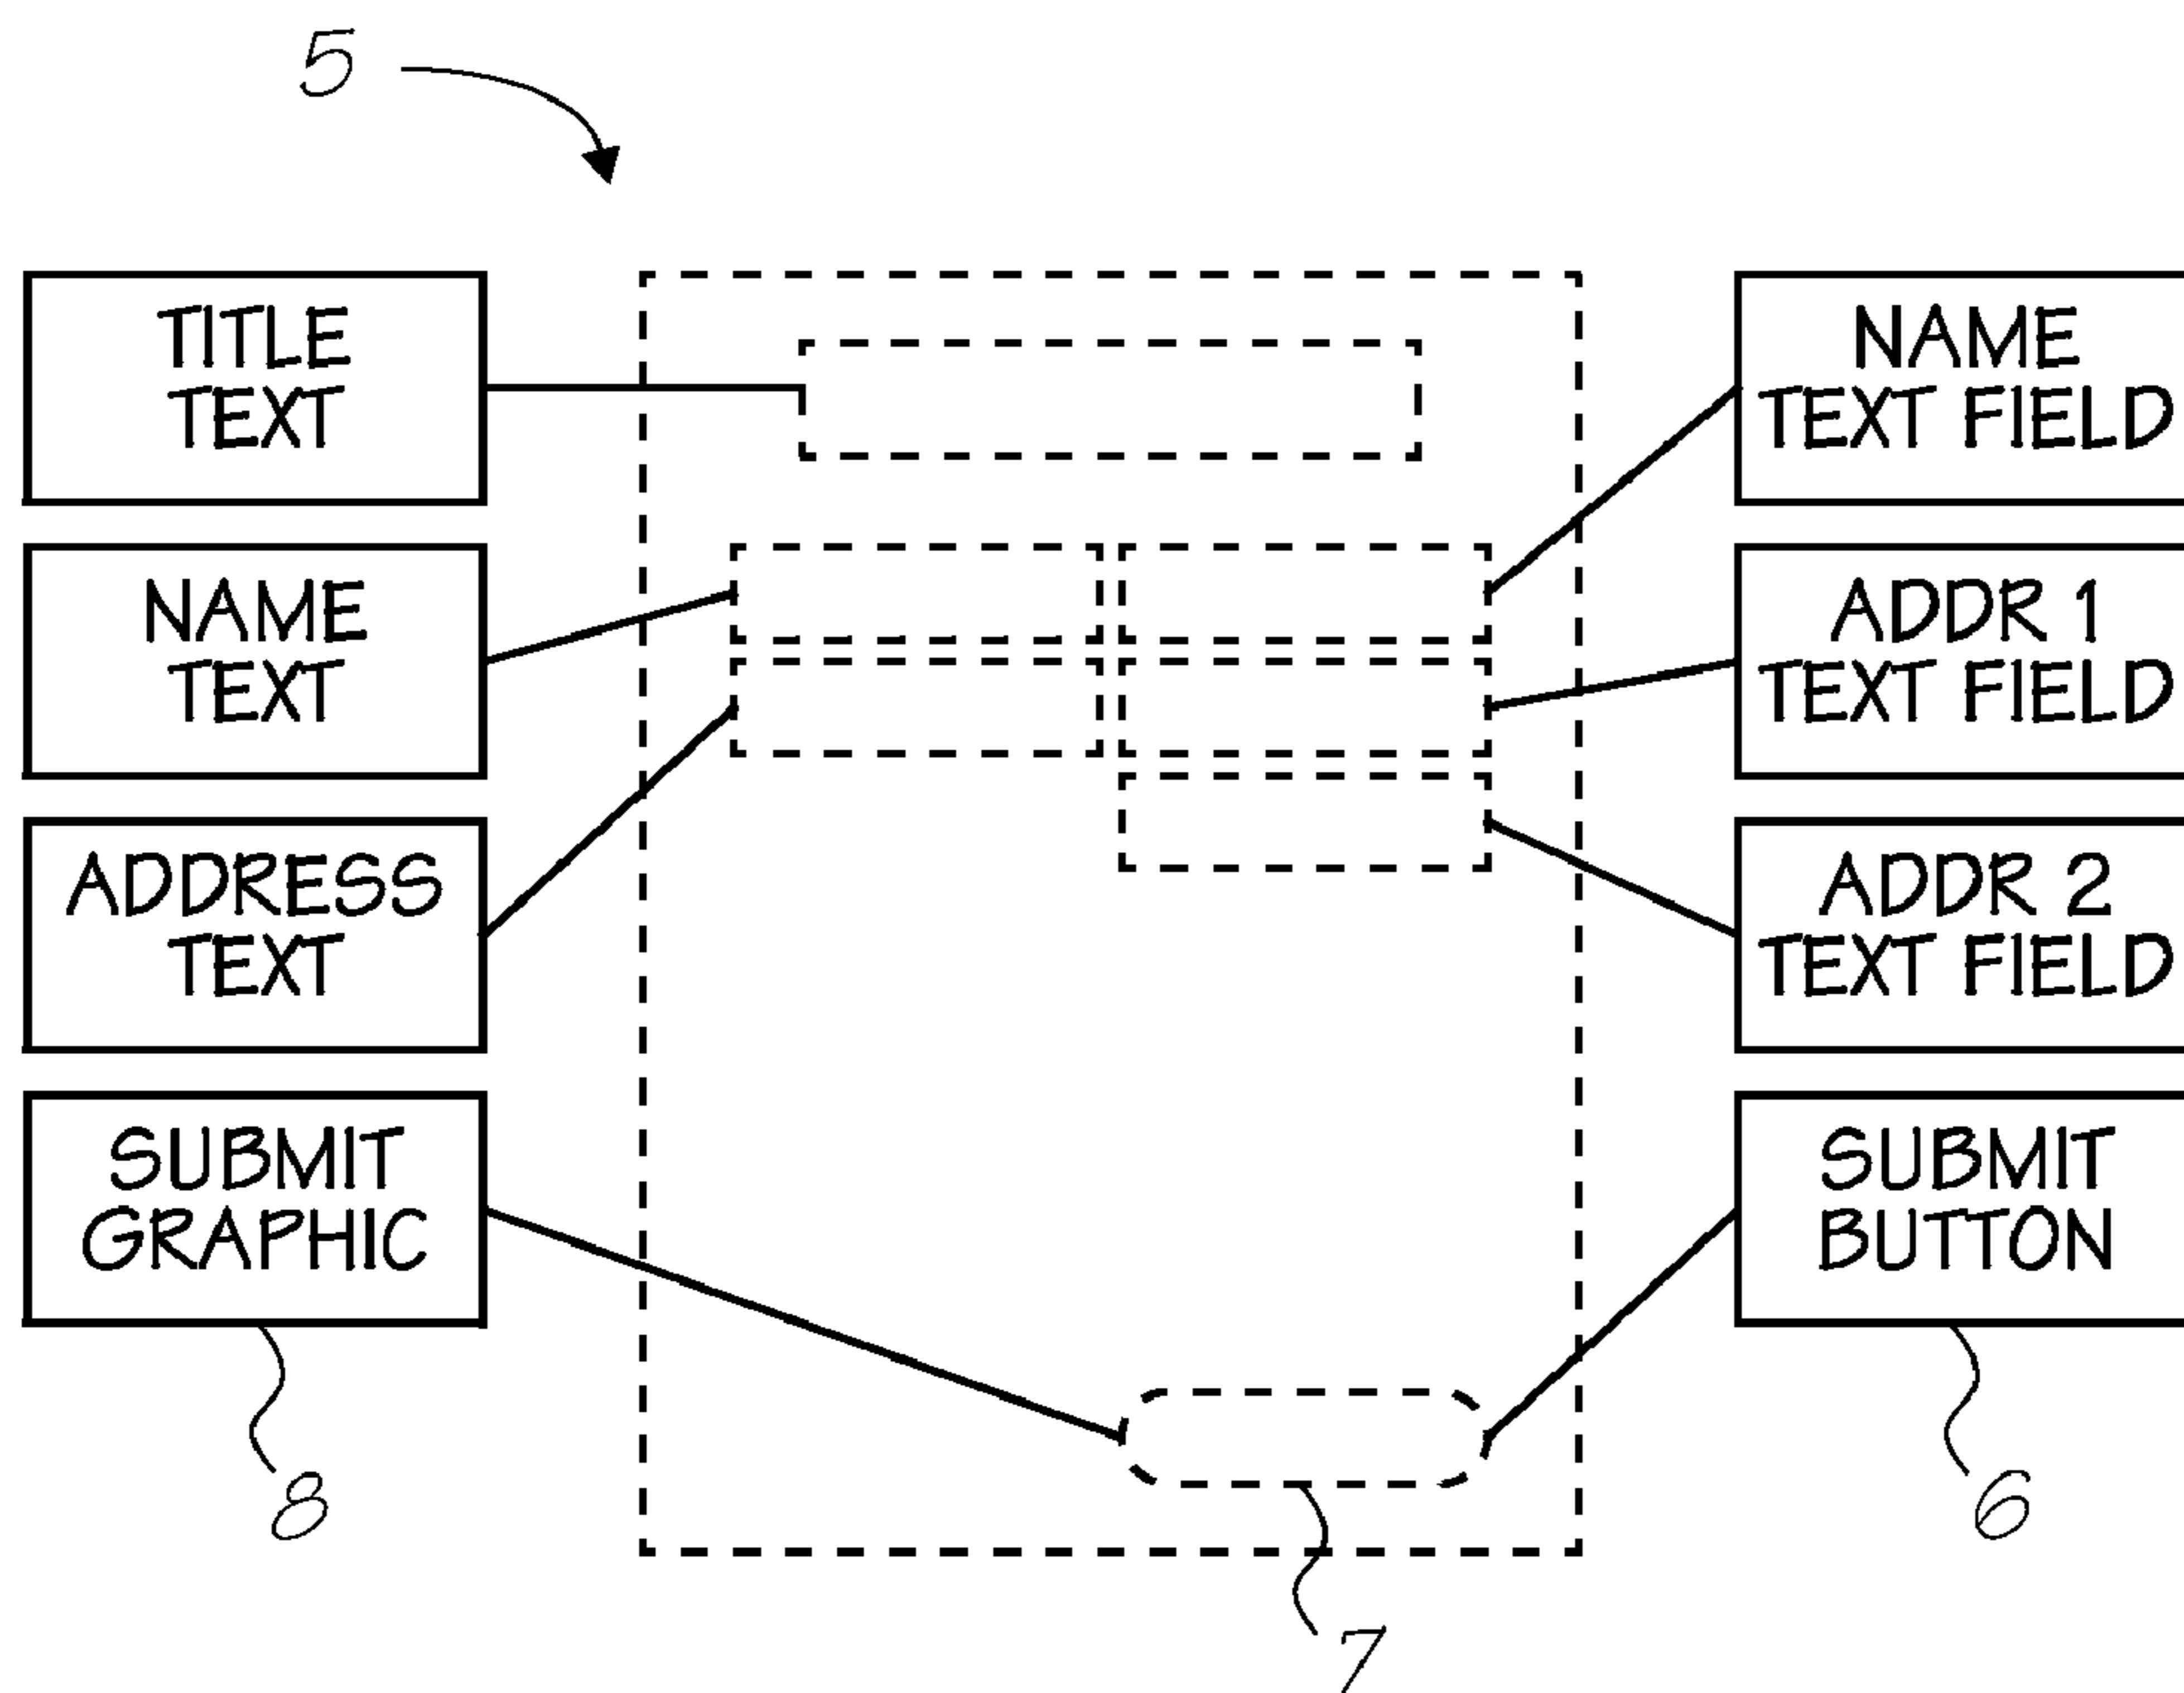 5
TITLE
TEXT
NAME
TEXT
ADDRESS
TEXT
SUBMIT
GRAPHIC
8
NAME
TEXT FIELD
ADDR 1
TEXT FIELD
ADDR 2
TEXT FIELD
SUBMIT
BUTTON
6
7